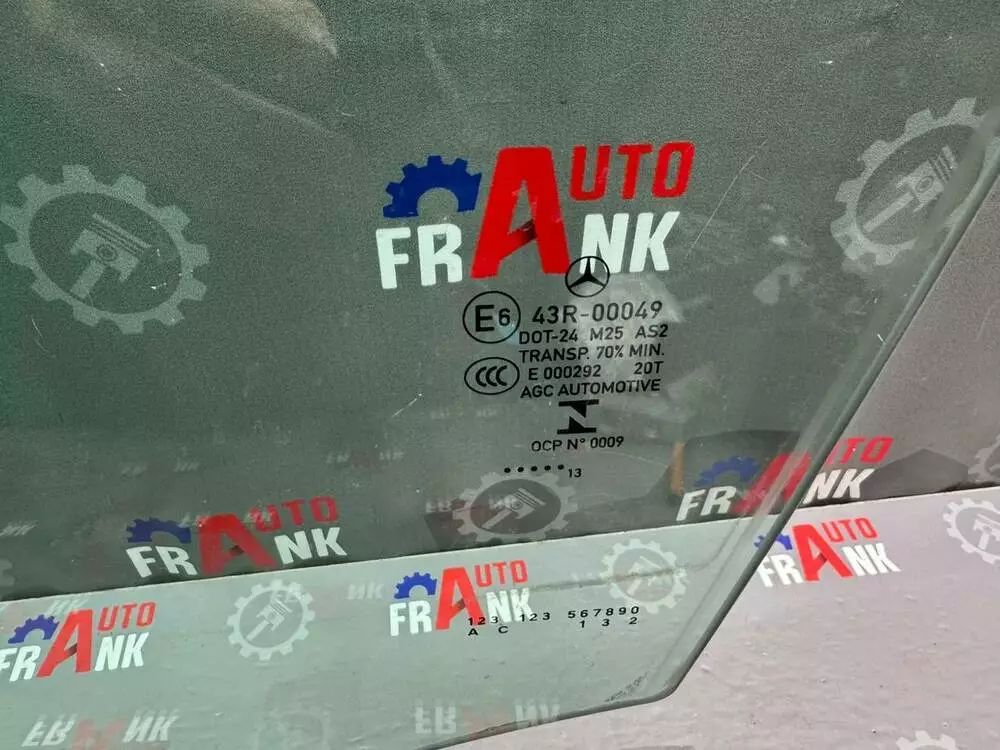 AUTO
FRANK
E6 43R-00049
DOT-24 M25 AS2
TRANSP. 70% MIN.
CCC E 000292 20T
AGC AUTOMOTIVE
OCP N° 0009
••••• 13
AUTO
FRANK
AUTO
FRANK
AUTO
FRANK
AUTO
FRANK
AUTO
FRANK
123 123 567890
A C 1 3 2